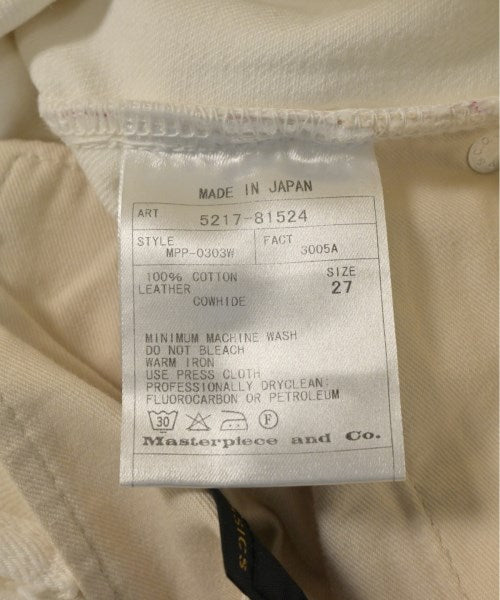 MADE IN JAPAN
ART 5217-81524
STYLE MPP-0303W FACT 3005A
100% COTTON SIZE
LEATHER 27
COWHIDE
MINIMUM MACHINE WASH
DO NOT BLEACH
WARM IRON
USE PRESS CLOTH
PROFESSIONALLY DRYCLEAN:
FLUOROCARBON OR PETROLEUM
30 F
Masterpiece and Co.